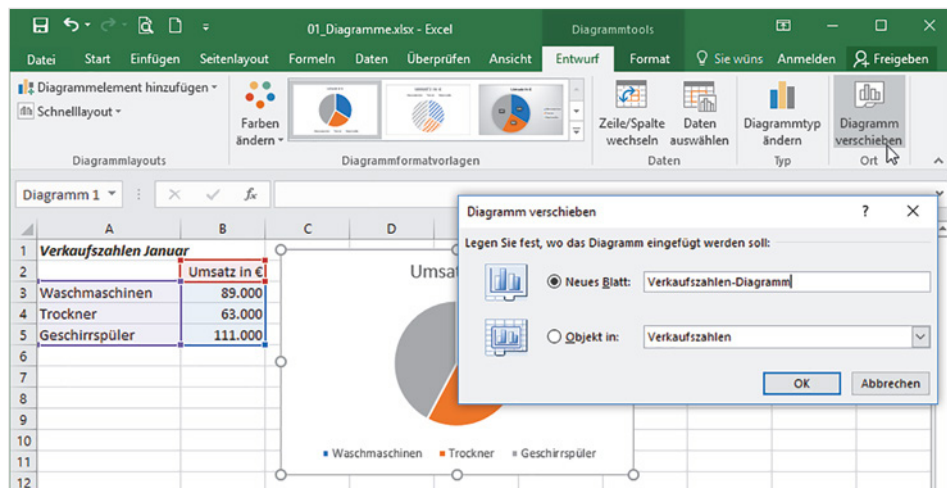 01_Diagramme.xlsx - Excel
Diagrammtools
Datei Start Einfügen Seitenlayout Formeln Daten Überprüfen Ansicht Entwurf Format Sie wüns Anmelden Freigeben
Diagrammelement hinzufügen
Schnelllayout
Farben
ändern
Zeile/Spalte
wechseln
Daten
auswählen
Diagrammtyp
ändern
Diagramm
verschieben
Diagrammlayouts
Diagrammformatvorlagen
Daten
Typ
Ort
Diagramm 1
fx
A B C D
1 Verkaufszahlen Januar
2 Umsatz in €
3 Waschmaschinen 89.000
4 Trockner 63.000
5 Geschirrspüler 111.000
6
7
8
9
10
11
12
Umsat
Waschmaschinen Trockner Geschirrspüler
Diagramm verschieben ?
Legen Sie fest, wo das Diagramm eingefügt werden soll:
Neues Blatt: Verkaufszahlen-Diagramm
Objekt in: Verkaufszahlen
OK Abbrechen